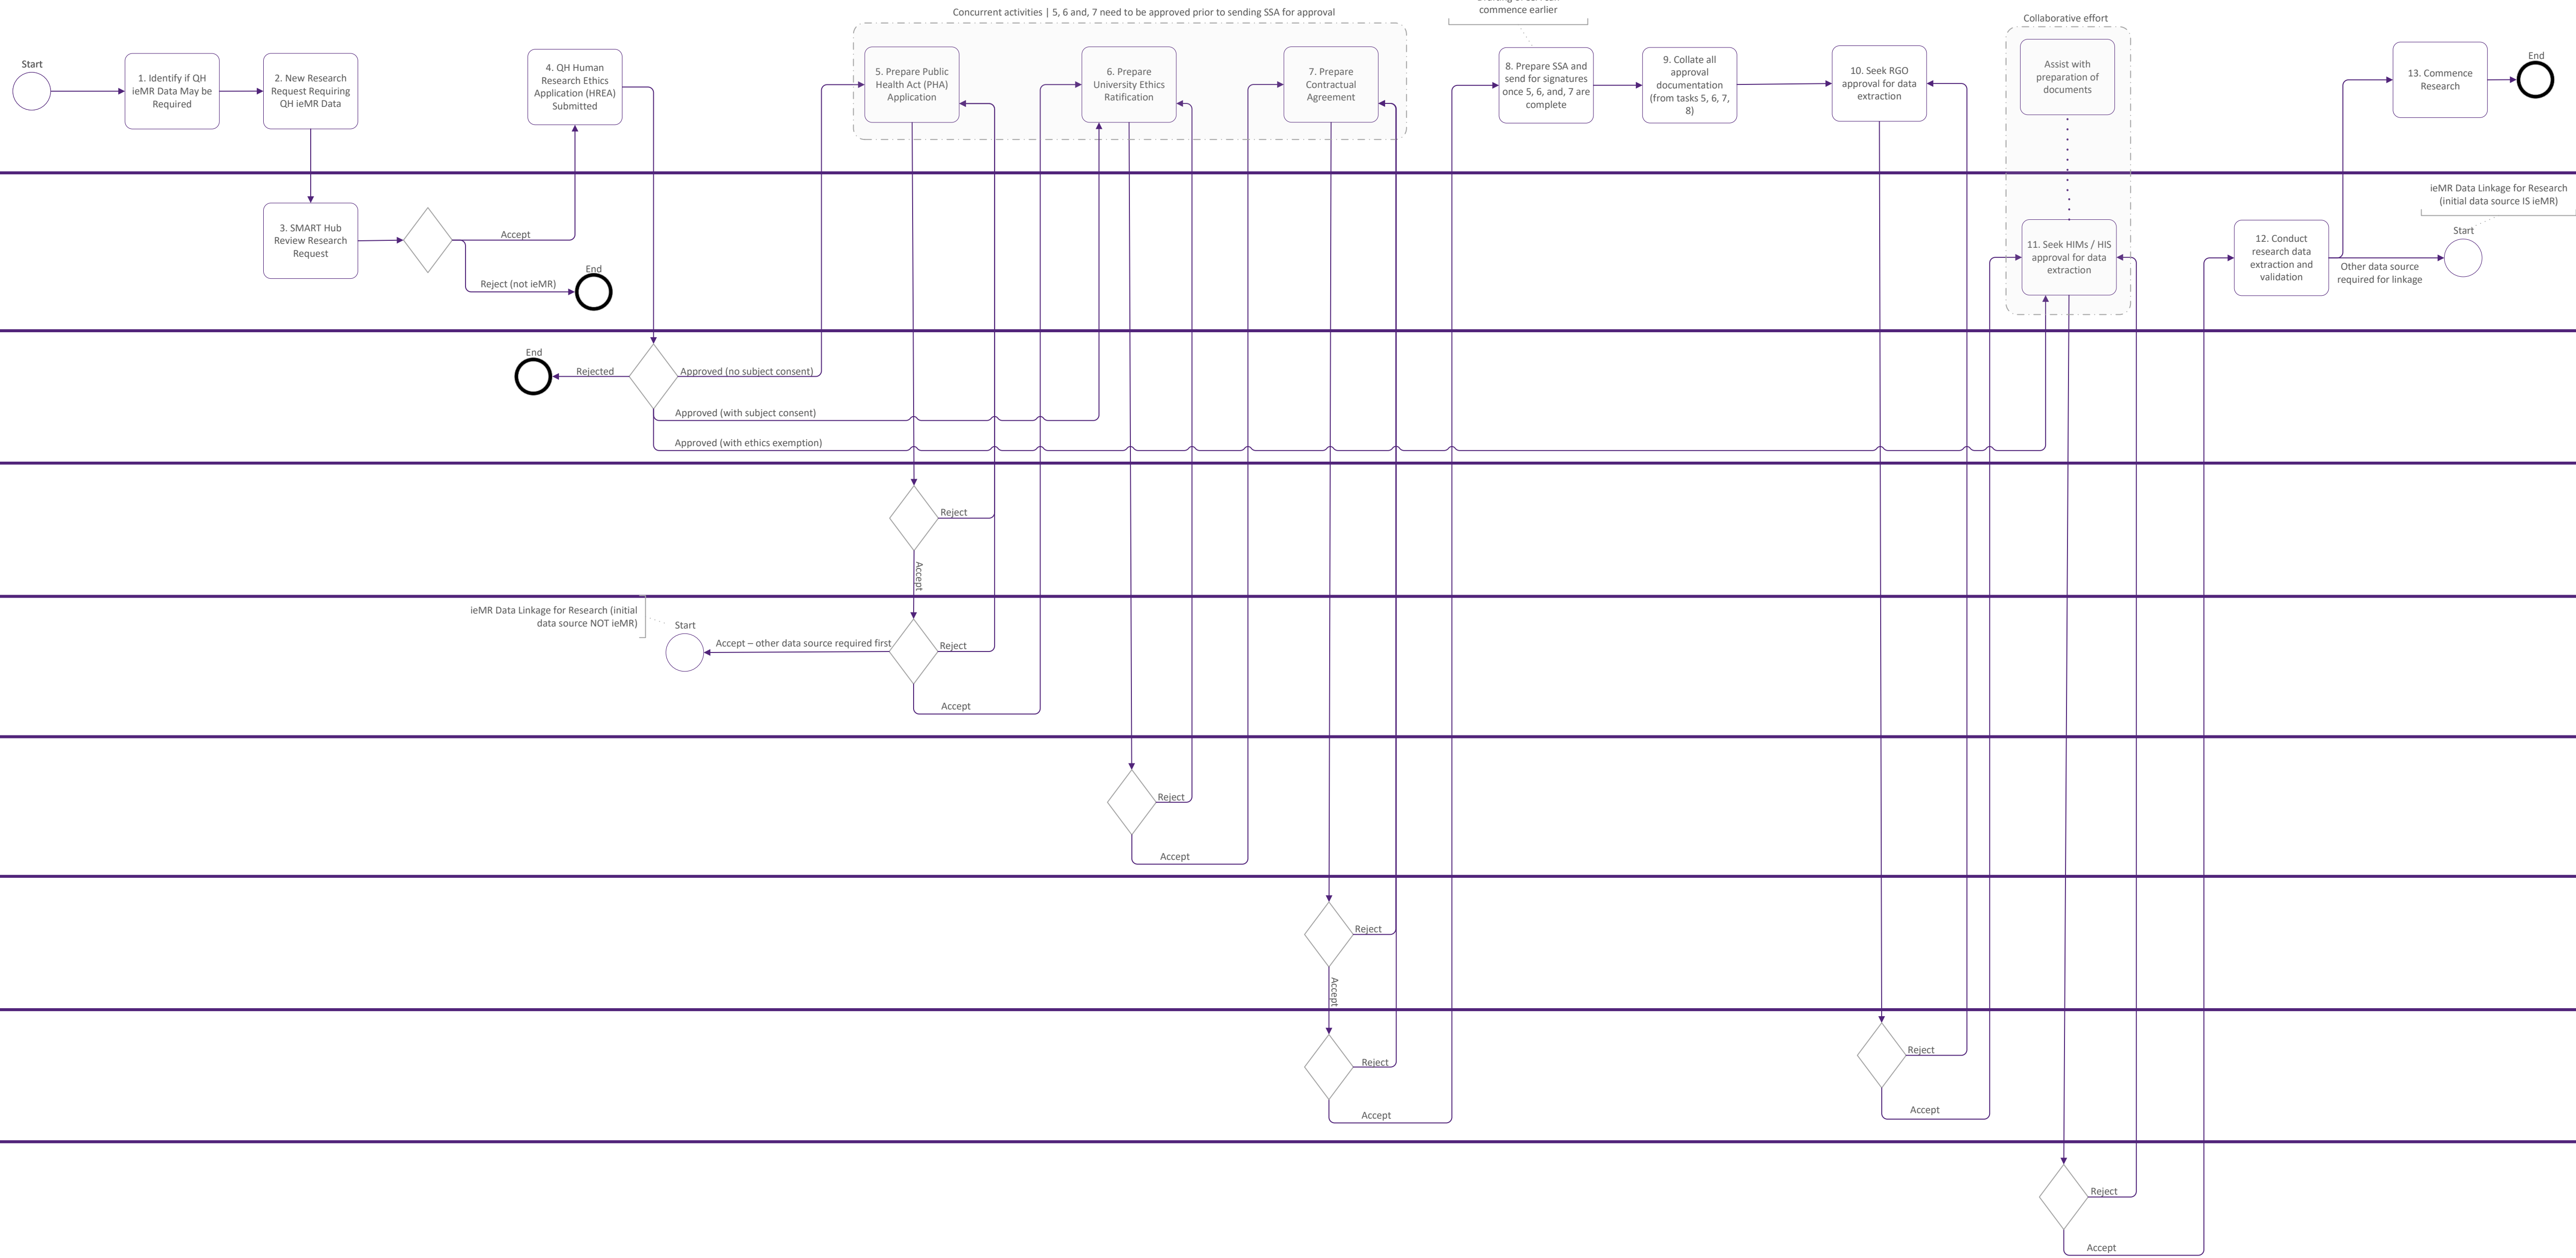 Concurrent activities | 5, 6 and, 7 need to be approved prior to sending SSA for approval
commence earlier
Collaborative effort
Start
1. Identify if QH
ieMR Data May be
Required
2. New Research
Request Requiring
QH ieMR Data
4. QH Human
Research Ethics
Application (HREA)
Submitted
5. Prepare Public
Health Act (PHA)
Application
6. Prepare
University Ethics
Ratification
7. Prepare
Contractual
Agreement
8. Prepare SSA and
send for signatures
once 5, 6, and, 7 are
complete
9. Collate all
approval
documentation
(from tasks 5, 6, 7,
8)
10. Seek RGO
approval for data
extraction
Assist with
preparation of
documents
13. Commence
Research
End
3. SMART Hub
Review Research
Request
Accept
Reject (not ieMR)
End
11. Seek HIMs / HIS
approval for data
extraction
12. Conduct
research data
extraction and
validation
Other data source
required for linkage
ieMR Data Linkage for Research
(initial data source IS ieMR)
Start
End
Rejected
Approved (no subject consent)
Approved (with subject consent)
Approved (with ethics exemption)
Reject
Accept
ieMR Data Linkage for Research (initial
data source NOT ieMR)
Start
Accept – other data source required first
Reject
Accept
Reject
Accept
Reject
Accept
Reject
Accept
Reject
Accept
Reject
Accept